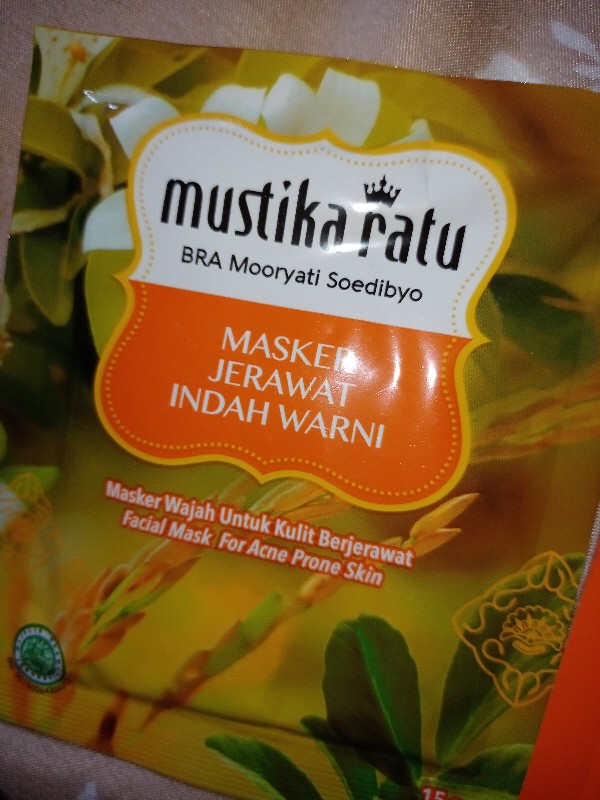 mustika ratu
BRA Mooryati Soedibyo
MASKER
JERAWAT
INDAH WARNI
Masker Wajah Untuk Kulit Berjerawat
Facial Mask For Acne Prone Skin
15